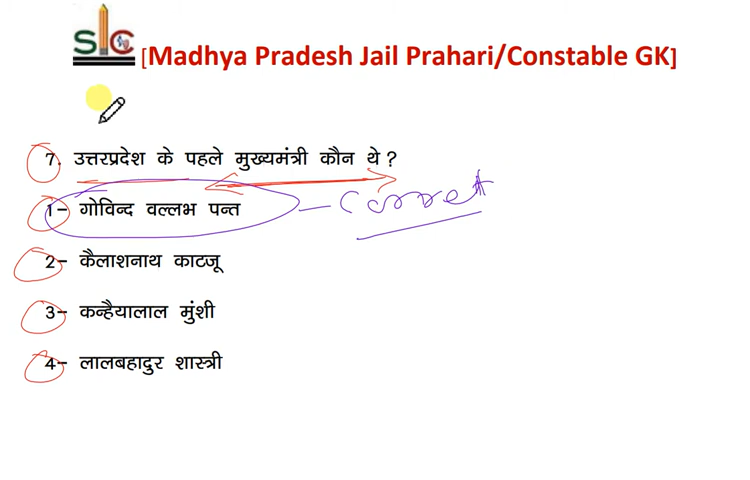 SIC [Madhya Pradesh Jail Prahari/Constable GK]
7. उत्तरप्रदेश के पहले मुख्यमंत्री कौन थे ?
1- गोविन्द वल्लभ पन्त - Correct
2- कैलाशनाथ काटजू
3- कन्हैयालाल मुंशी
4- लालबहादुर शास्त्री